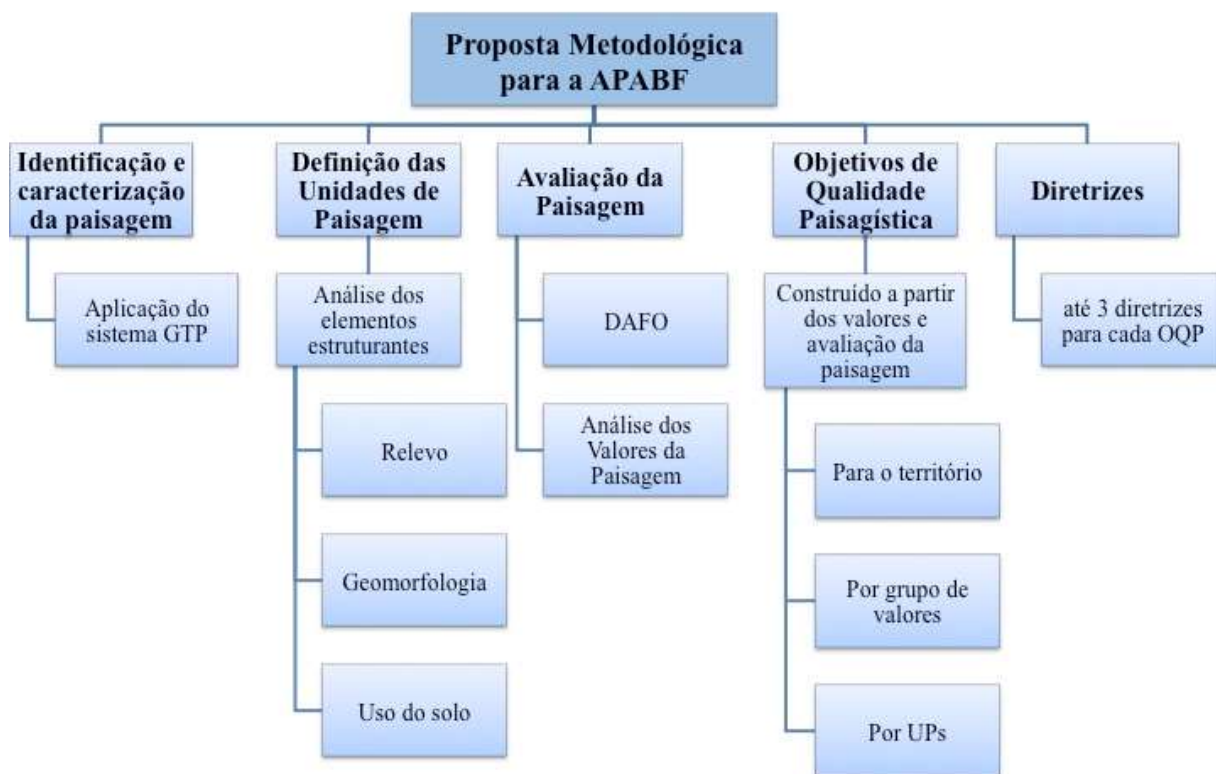 Proposta Metodológica
para a APABF
Identificação e
caracterização
da paisagem
Aplicação do
sistema GTP
Definição das
Unidades de
Paisagem
Análise dos
elementos
estruturantes
Relevo
Geomorfologia
Uso do solo
Avaliação da
Paisagem
DAFO
Análise dos
Valores da
Paisagem
Objetivos de
Qualidade
Paisagística
Construído a partir
dos valores e
avaliação da
paisagem
Para o território
Por grupo de
valores
Por UPs
Diretrizes
até 3 diretrizes
para cada OQP